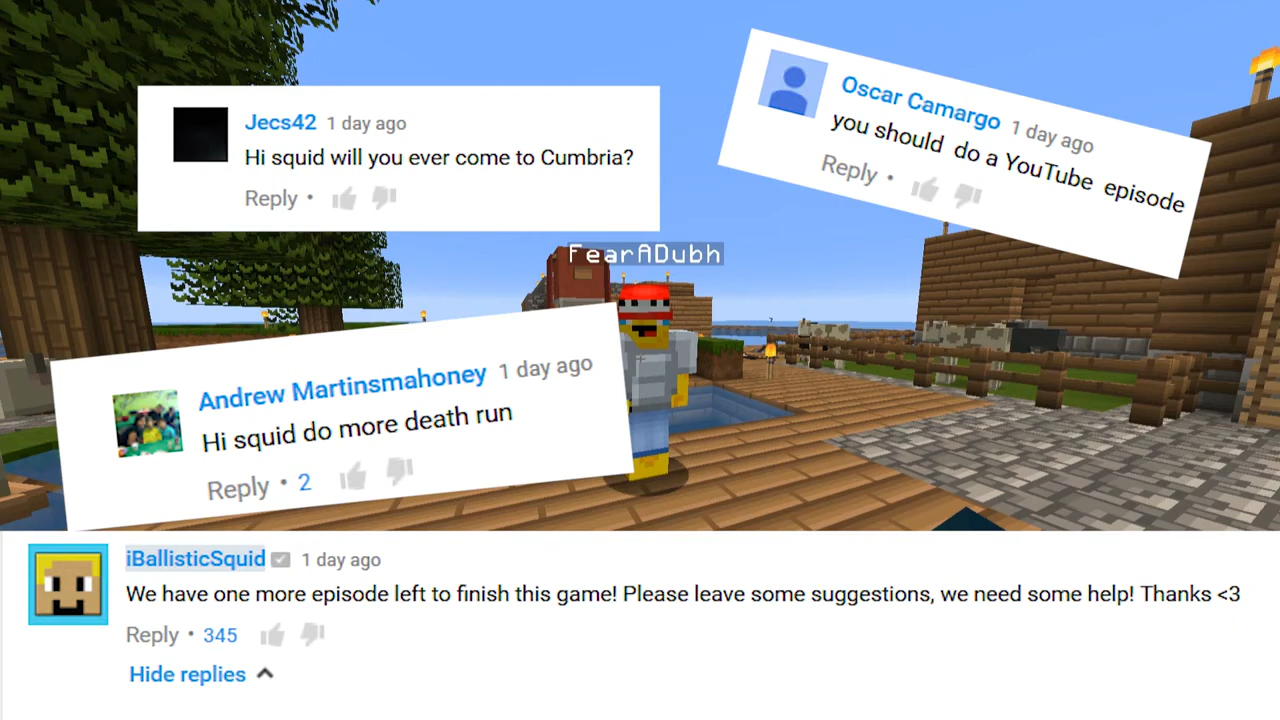 Oscar Camargo 1 day ago
you should do a YouTube episode
Reply •
Jecs42 1 day ago
Hi squid will you ever come to Cumbria?
Reply •
FearADubh
Andrew Martinsmahoney 1 day ago
Hi squid do more death run
Reply • 2
iBallisticSquid 1 day ago
We have one more episode left to finish this game! Please leave some suggestions, we need some help! Thanks <3
Reply • 345
Hide replies